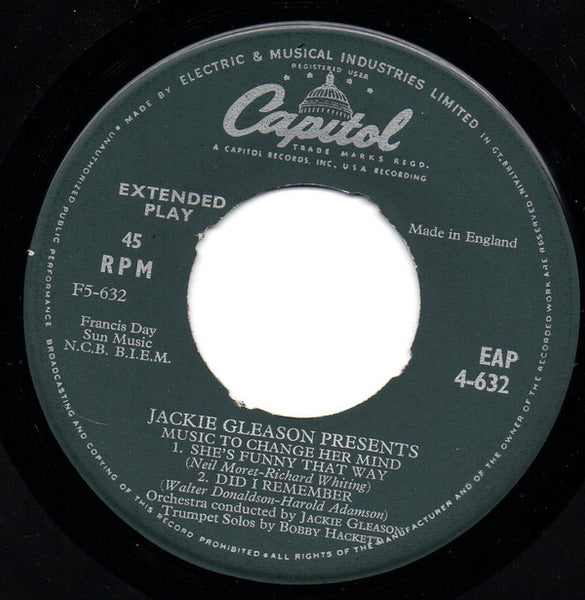 MADE BY ELECTRIC & MUSICAL INDUSTRIES LIMITED IN GT. BRITAIN •
REGISTERED USER
Capitol
TRADE MARKS REGD.
A CAPITOL RECORDS, INC., U.S.A RECORDING
EXTENDED
PLAY
45
RPM
Made in England
F5-632
Francis Day
Sun Music
N.C.B. B.I.E.M.
EAP
4-632
JACKIE GLEASON PRESENTS
MUSIC TO CHANGE HER MIND
1. SHE'S FUNNY THAT WAY
(Neil Moret-Richard Whiting)
2. DID I REMEMBER
(Walter Donaldson-Harold Adamson)
Orchestra conducted by JACKIE GLEASON
Trumpet Solos by BOBBY HACKETT
ALL RIGHTS OF THE MANUFACTURER AND OF THE OWNER OF THE RECORDED WORK ARE RESERVED
UNAUTHORIZED PUBLIC PERFORMANCE BROADCASTING AND COPYING OF THIS RECORD PROHIBITED •